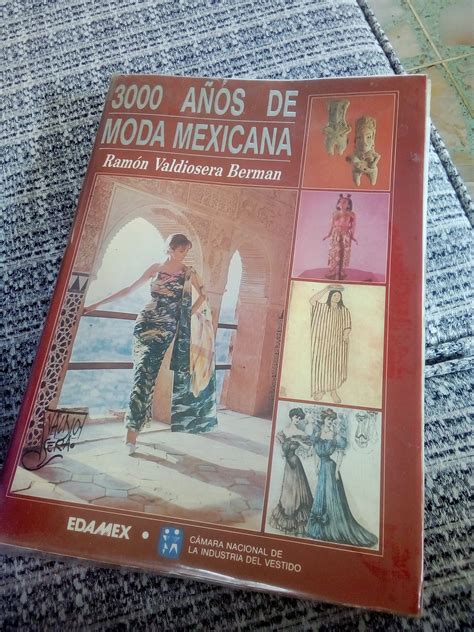 3000 AÑOS DE
MODA MEXICANA
Ramón Valdiosera Berman
EDAMEX •
CÁMARA NACIONAL DE
LA INDUSTRIA DEL VESTIDO